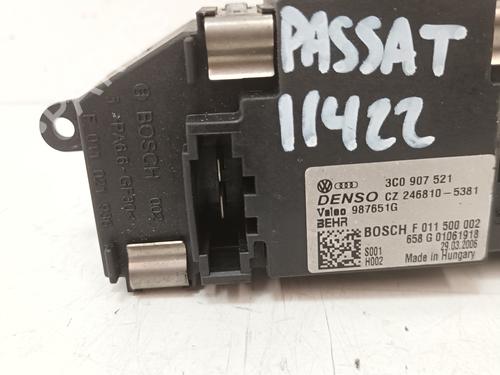 PASSAT
11422
3C0 907 521
DENSO CZ 246810-5381
Valeo 987651G
BEHR
BOSCH F 011 500 002
658 G 01061918
29.03.2006
S001
H002
Made in Hungary
BOSCH
002